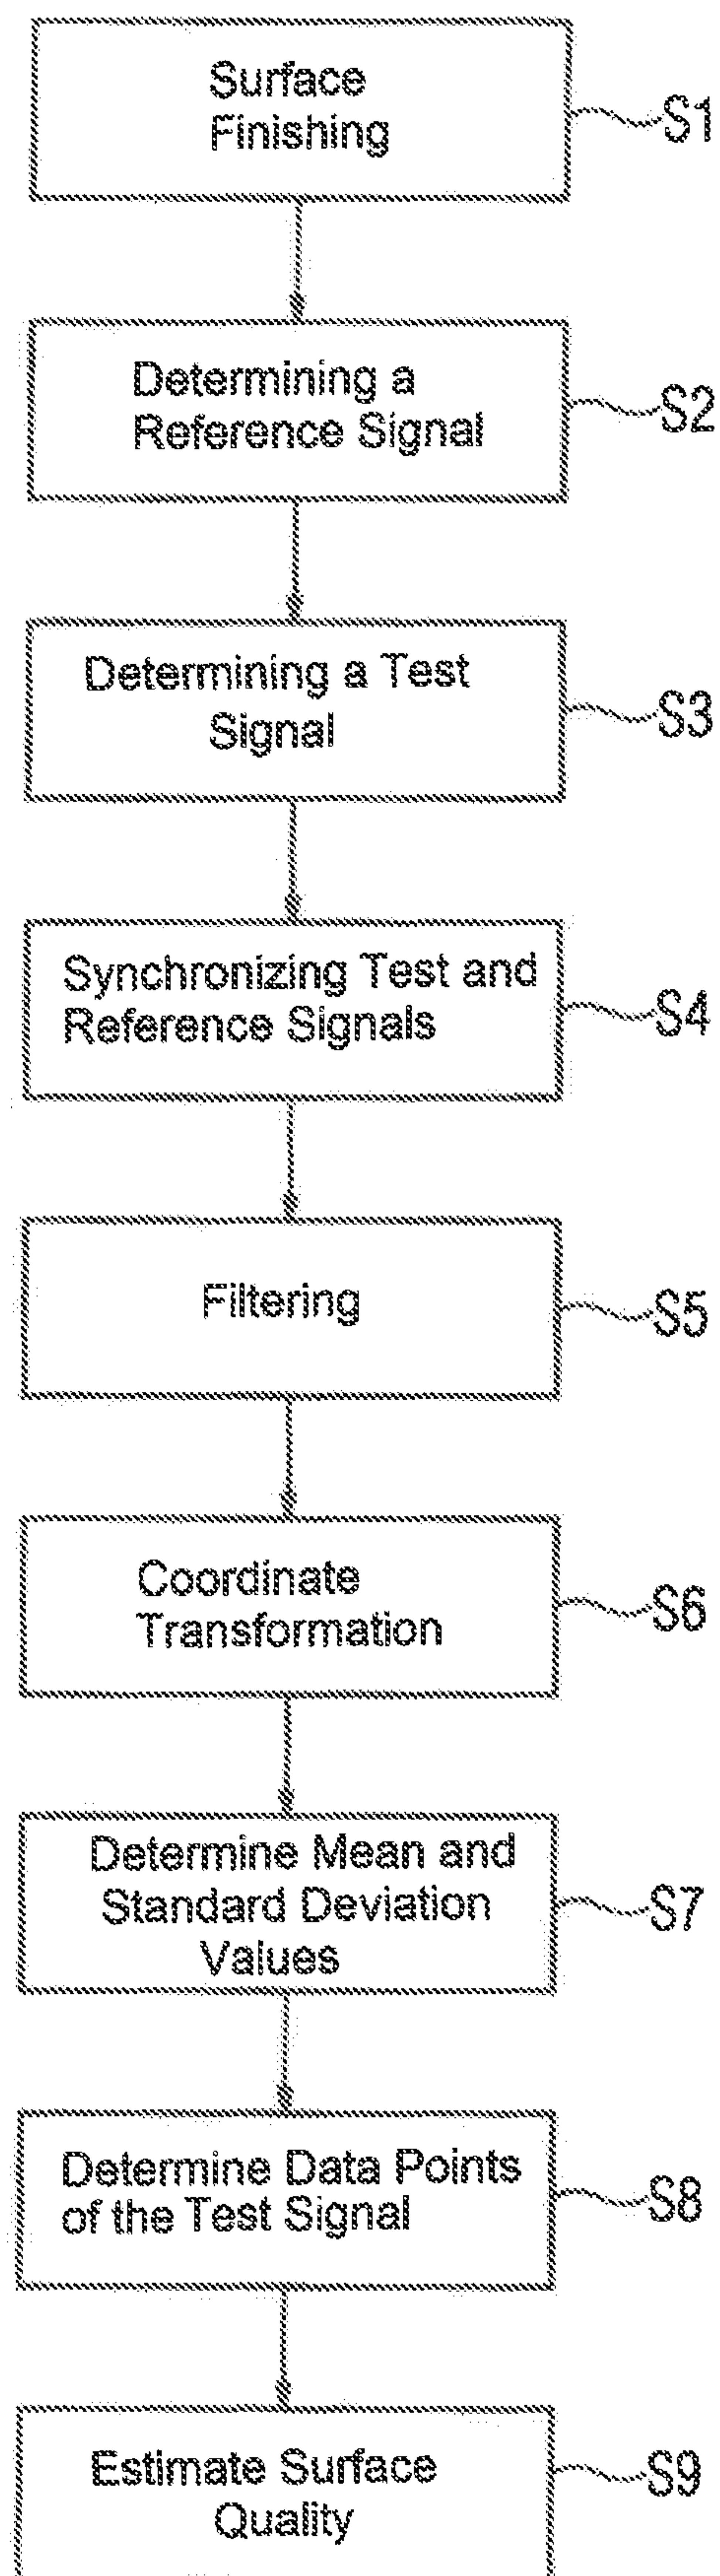 Surface
Finishing
S1
Determining a
Reference Signal
S2
Determining a Test
Signal
S3
Synchronizing Test and
Reference Signals
S4
Filtering
S5
Coordinate
Transformation
S6
Determine Mean and
Standard Deviation
Values
S7
Determine Data Points
of the Test Signal
S8
Estimate Surface
Quality
S9